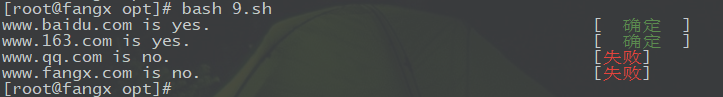 [root@fangx opt]# bash 9.sh
www.baidu.com is yes. [ 确定 ]
www.163.com is yes. [ 确定 ]
www.qq.com is no. [失败]
www.fangx.com is no. [失败]
[root@fangx opt]#